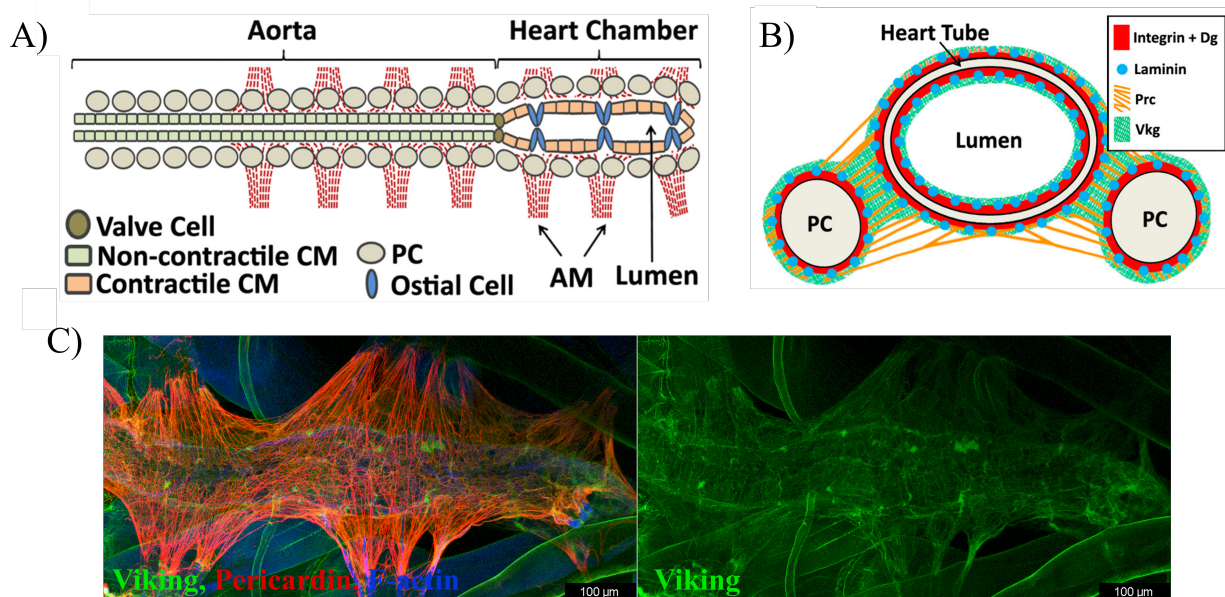 A)
Aorta
Heart Chamber
Valve Cell
Non-contractile CM
Contractile CM
PC
Ostial Cell
AM
Lumen
B)
Heart Tube
Lumen
PC
PC
Integrin + Dg
Laminin
Prc
Vkg
C)
Viking, Pericardin, F-actin
100 µm
Viking
100 µm